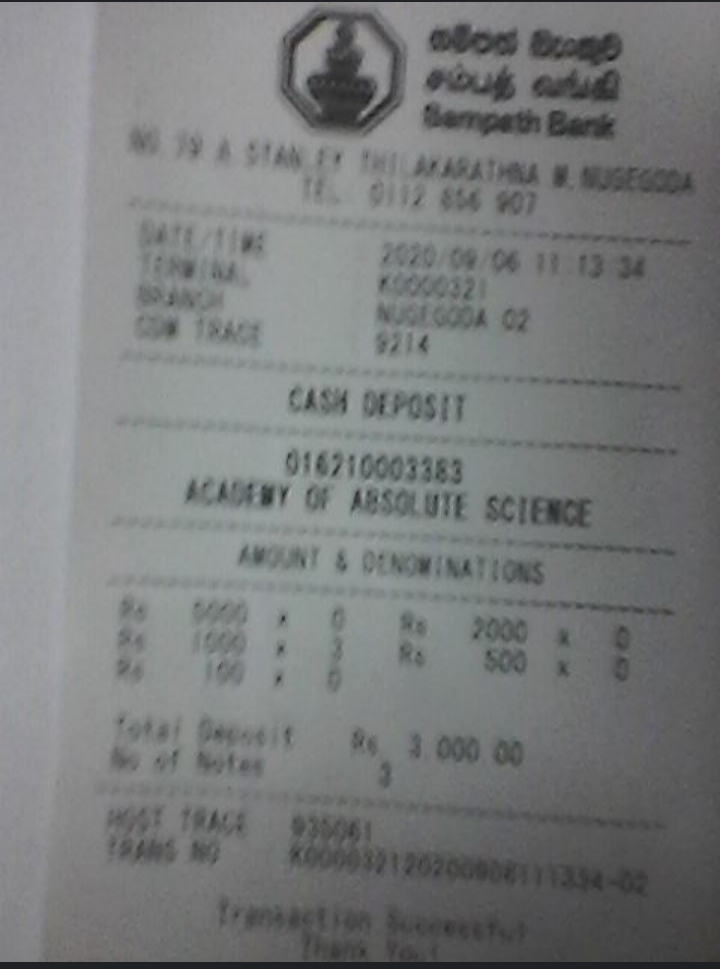 සම්පත් බැංකුව
சம்பத் வங்கி
Sampath Bank
NO 79 A STANLEY THILAKARATHNA M. NUGEGODA
TEL 0112 856 907
DATE/TIME 2020/09/06 11 13 34
TERMINAL K0000321
BRANCH NUGEGODA 02
CDM TRACE 9214
CASH DEPOSIT
016210003383
ACADEMY OF ABSOLUTE SCIENCE
AMOUNT & DENOMINATIONS
Rs 5000 x 0 Rs 2000 x 0
Rs 1000 x 3 Rs 500 x 0
Rs 100 x 0
Total Deposit Rs 3 000 00
No of Notes 3
HOST TRACE 935061
TRANS NO K000032120200906111334-02
Transaction Successful
Thank You!